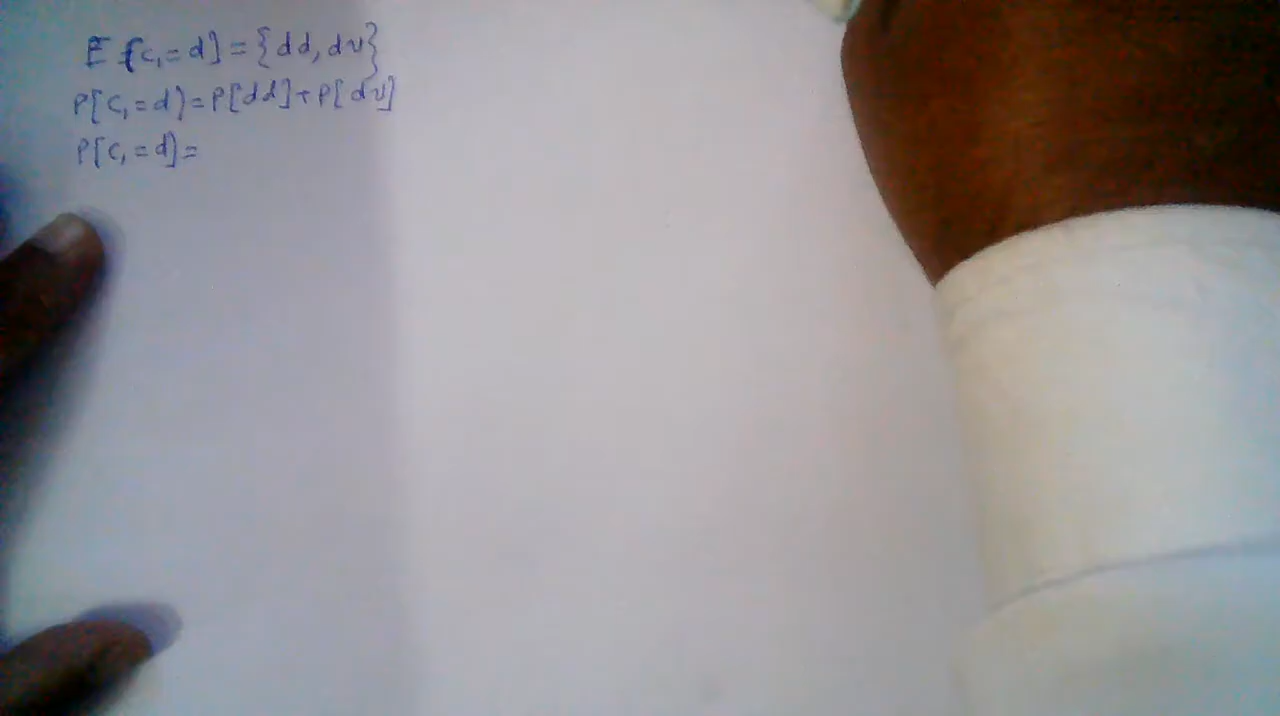 E [C₁ = d] = {dd, dv}
P[C₁ = d) = P[dd] + P[dv]
P[C₁ = d] =